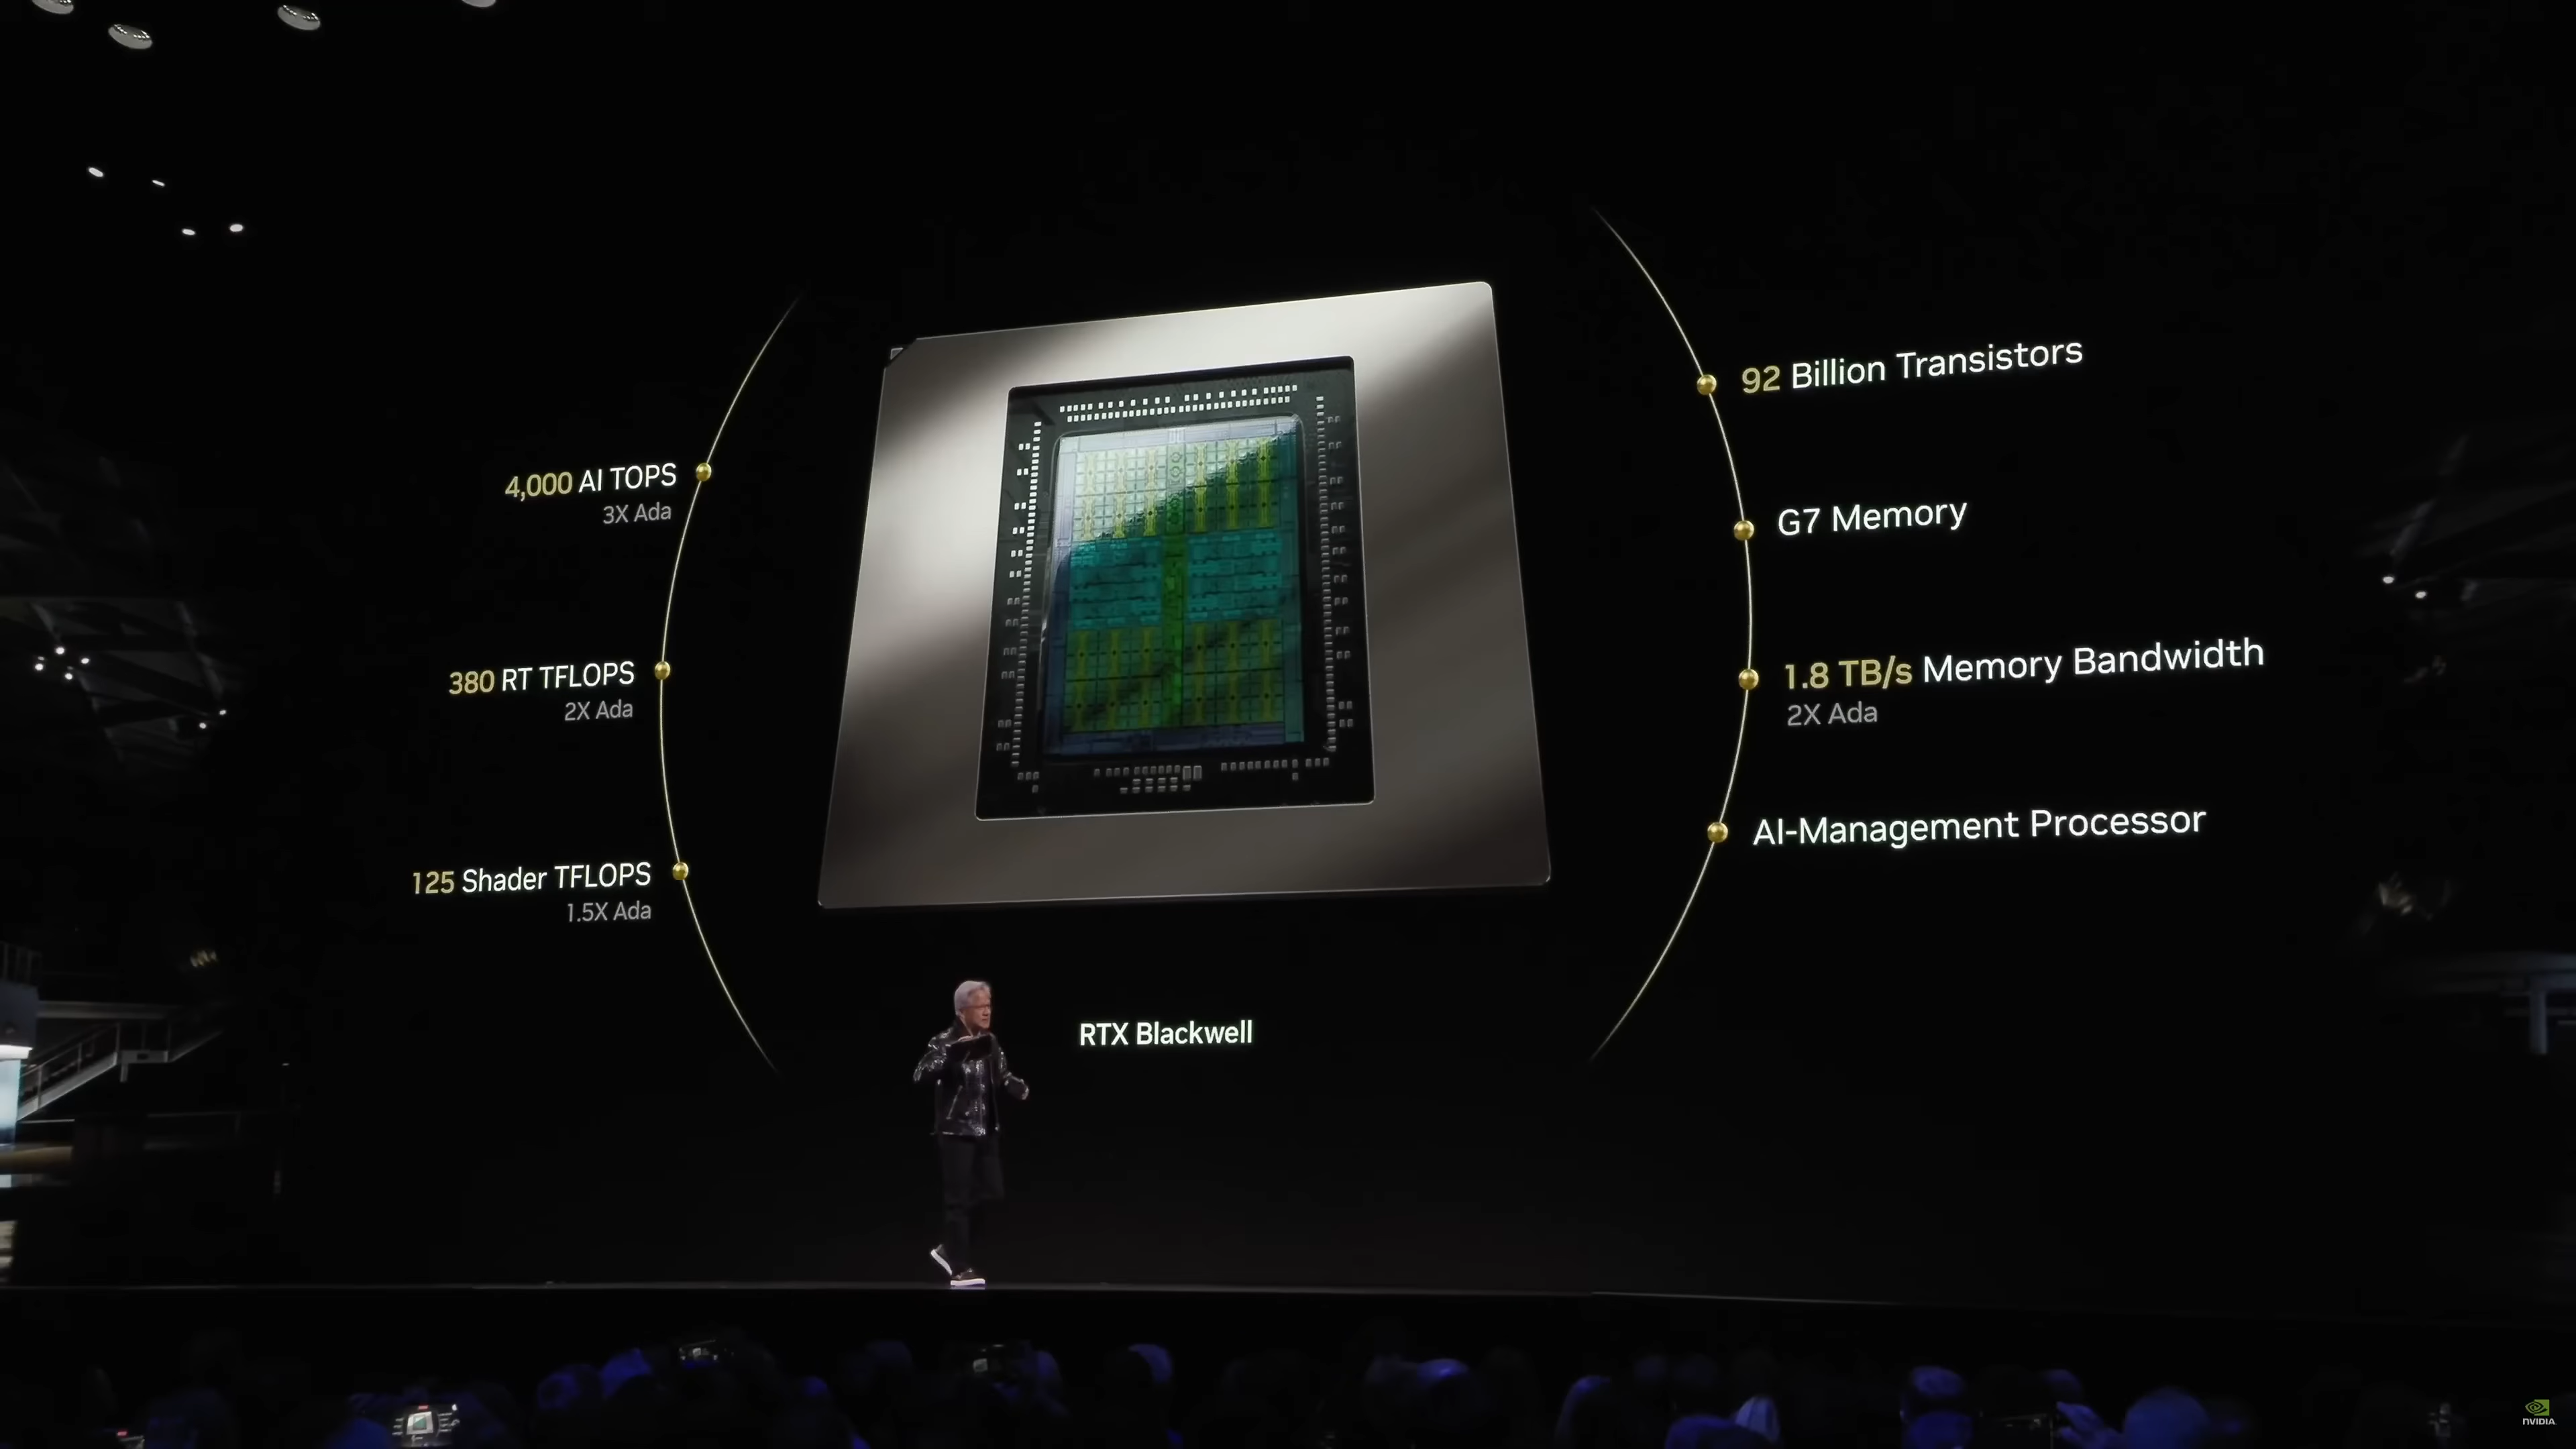 4,000 AI TOPS
3X Ada
380 RT TFLOPS
2X Ada
125 Shader TFLOPS
1.5X Ada
92 Billion Transistors
G7 Memory
1.8 TB/s Memory Bandwidth
2X Ada
AI-Management Processor
RTX Blackwell
NVIDIA